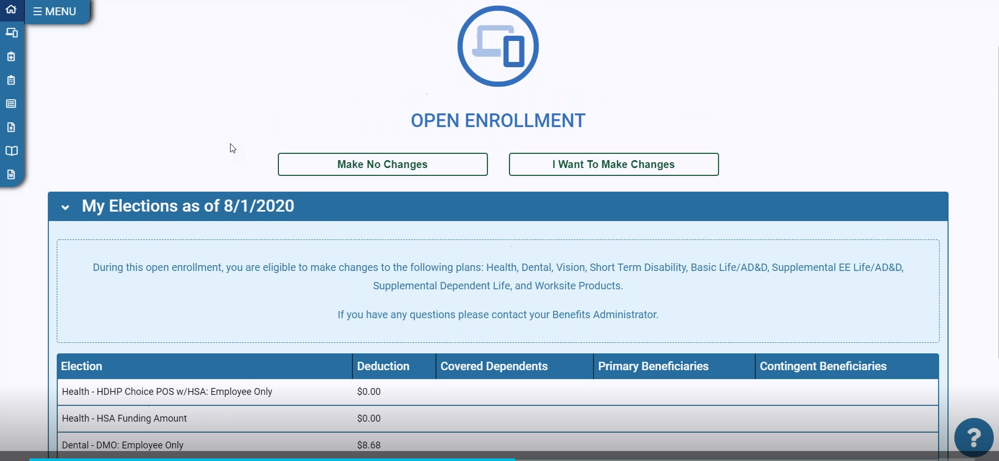 ☰ MENU
OPEN ENROLLMENT
Make No Changes
I Want To Make Changes
My Elections as of 8/1/2020
During this open enrollment, you are eligible to make changes to the following plans: Health, Dental, Vision, Short Term Disability, Basic Life/AD&D, Supplemental EE Life/AD&D,
Supplemental Dependent Life, and Worksite Products.
If you have any questions please contact your Benefits Administrator.
Election Deduction Covered Dependents Primary Beneficiaries Contingent Beneficiaries
Health - HDHP Choice POS w/HSA: Employee Only $0.00
Health - HSA Funding Amount $0.00
Dental - DMO: Employee Only $8.68
?